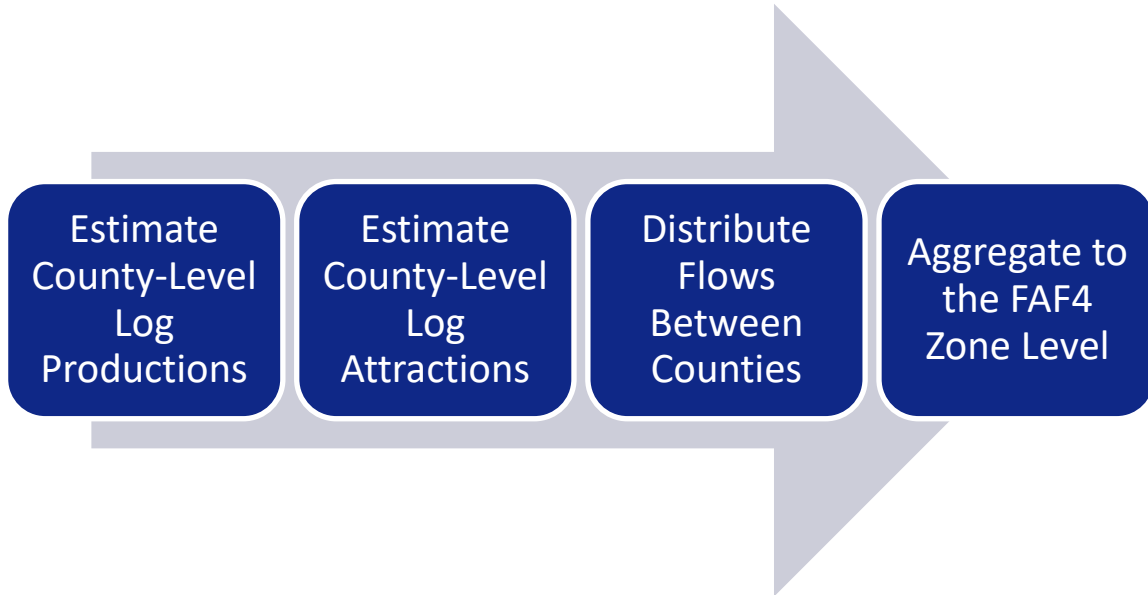 Estimate
County-Level
Log
Productions
Estimate
County-Level
Log
Attractions
Distribute
Flows
Between
Counties
Aggregate to
the FAF4
Zone Level